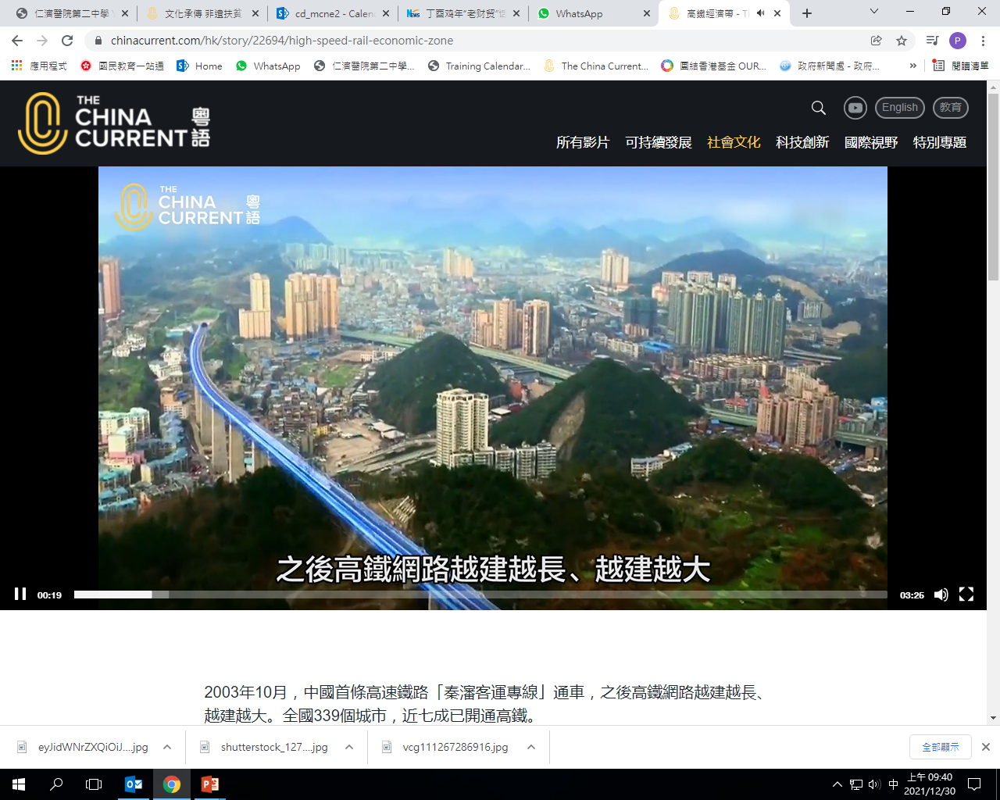 仁濟醫院第二中學
文化承傳 非遺扶貧
cd_mcne2 - Calen
News 丁酉鸡年“老财贸”
WhatsApp
高鐵經濟帶 - T
chinacurrent.com/hk/story/22694/high-speed-rail-economic-zone
P
應用程式
國民教育一站通
Home
WhatsApp
仁濟醫院第二中學...
Training Calendar...
The China Current...
團結香港基金 OUR...
政府新聞處 - 政府...
»
閱讀清單
THE
CHINA
CURRENT
粵語
English
教育
所有影片 可持續發展 社會文化 科技創新 國際視野 特別專題
THE
CHINA
CURRENT
粵語
之後高鐵網路越建越長、越建越大
00:19
03:25
2003年10月，中國首條高速鐵路「秦瀋客運專線」通車，之後高鐵網路越建越長、
越建越大。全國339個城市，近七成已開通高鐵。
eyJidWNrZXQiOiJ....jpg
shutterstock_127....jpg
vcg111267286916.jpg
全部顯示
中
上午 09:40
2021/12/30